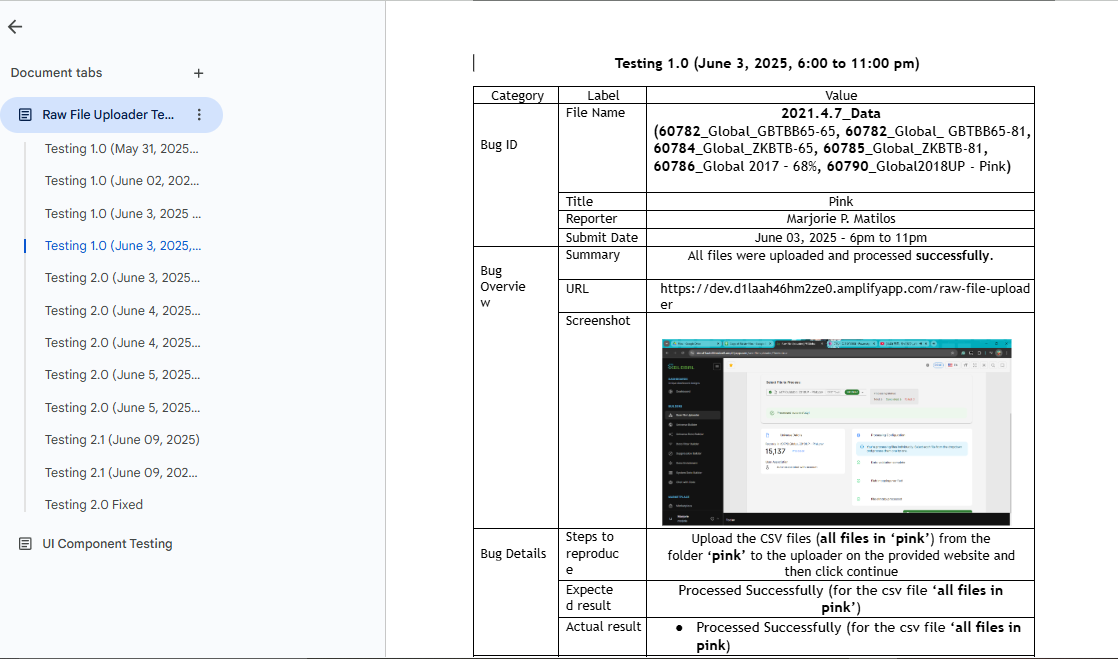 Document tabs
+
Raw File Uploader Te...
Testing 1.0 (May 31, 2025...
Testing 1.0 (June 02, 202...
Testing 1.0 (June 3, 2025 ...
Testing 1.0 (June 3, 2025,...
Testing 2.0 (June 3, 2025...
Testing 2.0 (June 4, 2025...
Testing 2.0 (June 4, 2025...
Testing 2.0 (June 5, 2025...
Testing 2.0 (June 5, 2025...
Testing 2.1 (June 09, 2025)
Testing 2.1 (June 09, 202...
Testing 2.0 Fixed
UI Component Testing
Testing 1.0 (June 3, 2025, 6:00 to 11:00 pm)
Category Label Value
Bug ID
File Name
2021.4.7_Data
(60782_Global_GBTBB65-65, 60782_Global_ GBTBB65-81,
60784_Global_ZKBTB-65, 60785_Global_ZKBTB-81,
60786_Global 2017 - 68%, 60790_Global2018UP - Pink)
Title Pink
Reporter Marjorie P. Matilos
Submit Date June 03, 2025 - 6pm to 11pm
Bug
Overvie
w
Summary All files were uploaded and processed successfully.
URL
https://dev.d1laah46hm2ze0.amplifyapp.com/raw-file-upload
er
Screenshot
15,137
Bug Details
Steps to
reproduc
e
Upload the CSV files (all files in ‘pink’) from the
folder ‘pink’ to the uploader on the provided website and
then click continue
Expecte
d result
Processed Successfully (for the csv file ‘all files in
pink’)
Actual result
● Processed Successfully (for the csv file ‘all files in
pink)